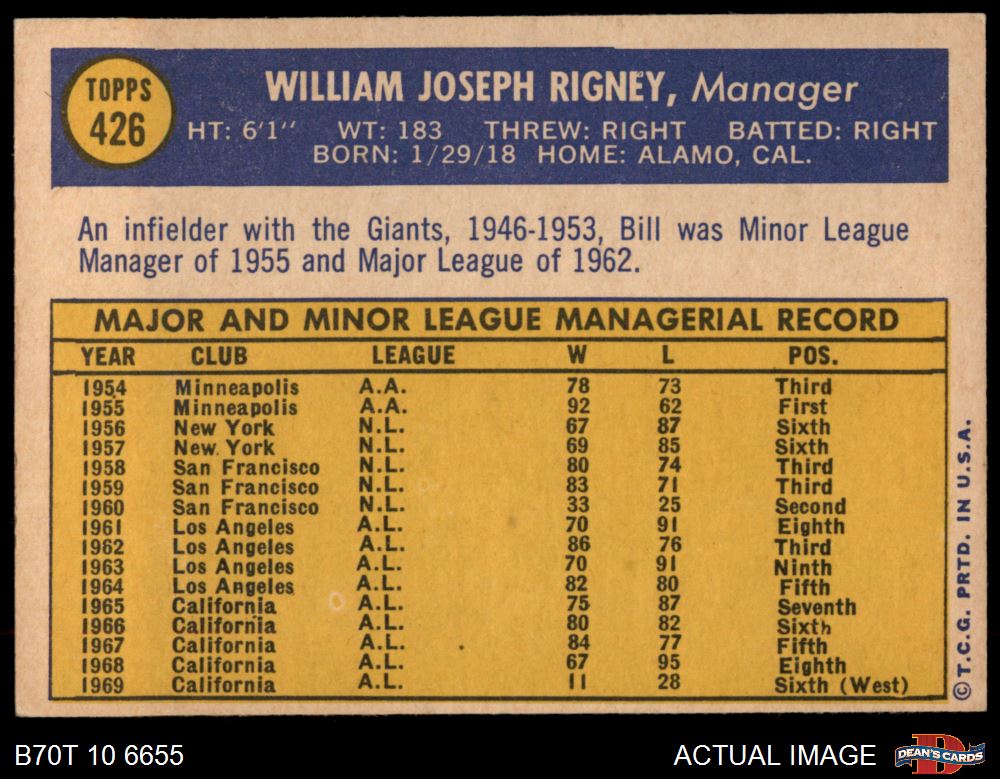 TOPPS
426
WILLIAM JOSEPH RIGNEY, Manager
HT: 6'1" WT: 183 THREW: RIGHT BATTED: RIGHT
BORN: 1/29/18 HOME: ALAMO, CAL.
An infielder with the Giants, 1946-1953, Bill was Minor League
Manager of 1955 and Major League of 1962.
MAJOR AND MINOR LEAGUE MANAGERIAL RECORD
YEAR CLUB LEAGUE W L POS.
1954 Minneapolis A.A. 78 73 Third
1955 Minneapolis A.A. 92 62 First
1956 New York N.L. 67 87 Sixth
1957 New York N.L. 69 85 Sixth
1958 San Francisco N.L. 80 74 Third
1959 San Francisco N.L. 83 71 Third
1960 San Francisco N.L. 33 25 Second
1961 Los Angeles A.L. 70 91 Eighth
1962 Los Angeles A.L. 86 76 Third
1963 Los Angeles A.L. 70 91 Ninth
1964 Los Angeles A.L. 82 80 Fifth
1965 California A.L. 75 87 Seventh
1966 California A.L. 80 82 Sixth
1967 California A.L. 84 77 Fifth
1968 California A.L. 67 95 Eighth
1969 California A.L. 11 28 Sixth (West)
© T.C.G. PRTD. IN U.S.A.
B70T 10 6655
ACTUAL IMAGE
DEAN'S CARDS